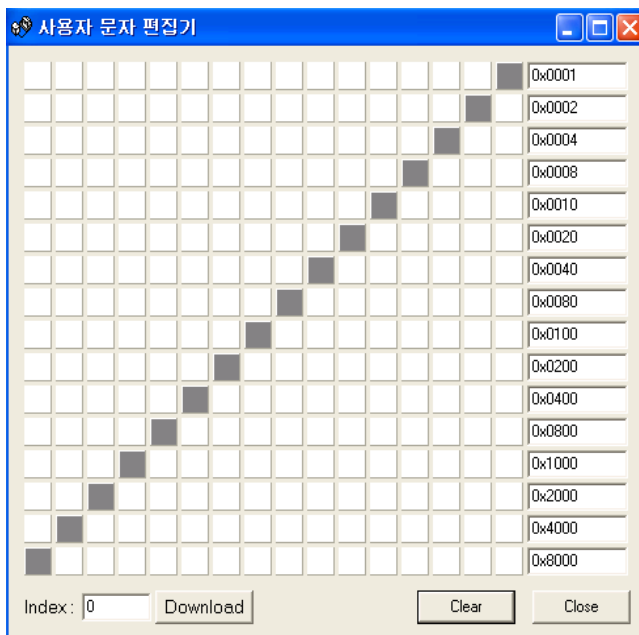 사용자 문자 편집기
0x0001
0x0002
0x0004
0x0008
0x0010
0x0020
0x0040
0x0080
0x0100
0x0200
0x0400
0x0800
0x1000
0x2000
0x4000
0x8000
Index : 0 Download Clear Close